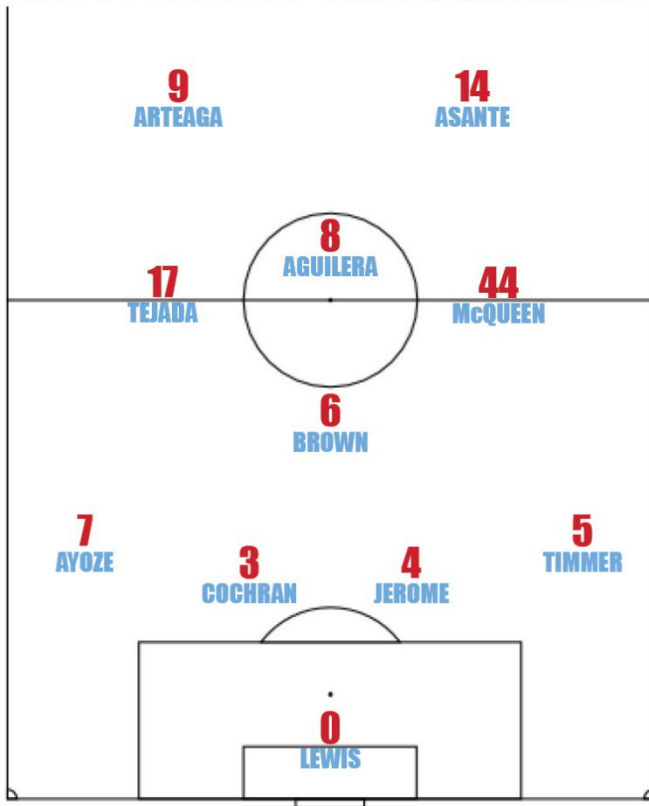 9
ARTEAGA
14
ASANTE
8
AGUILERA
17
TEJADA
44
McQUEEN
6
BROWN
7
AYOZE
3
COCHRAN
4
JEROME
5
TIMMER
0
LEWIS